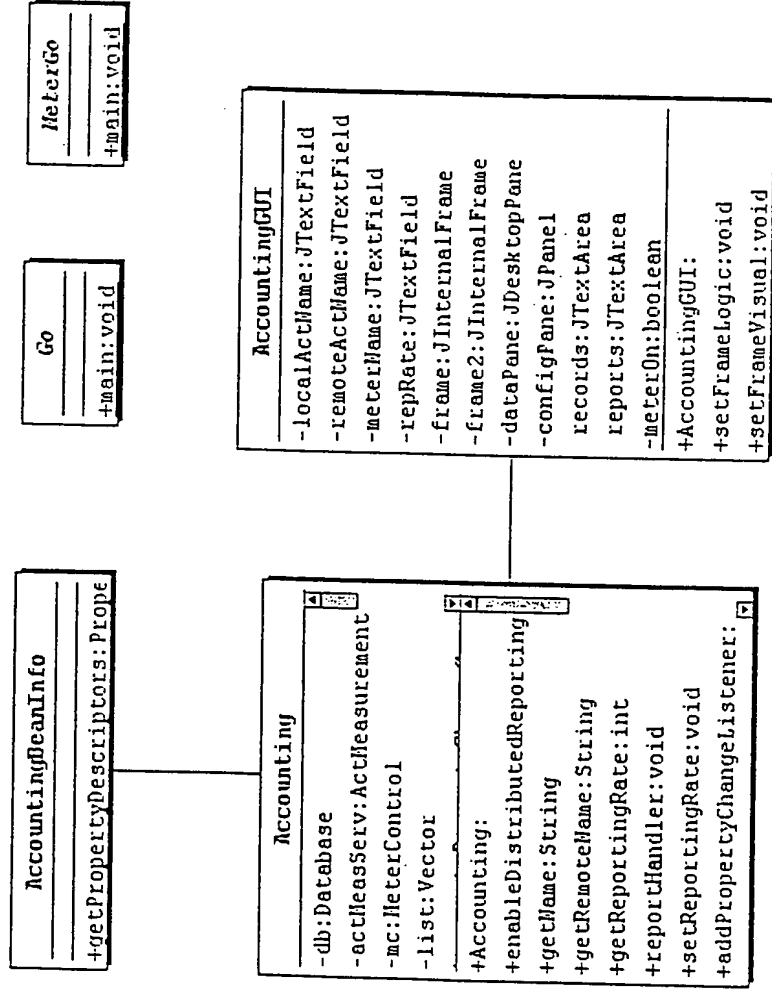 AccountingBeanInfo
+getPropertyDescriptors:Prope
Accounting
-db:Database
-actMeasServ:ActMeasurement
-mc:MeterControl
-list:Vector
+Accounting:
+enableDistributedReporting
+getName:String
+getRemoteName:String
+getReportingRate:int
+reportHandler:void
+setReportingRate:void
+addPropertyChangeListener:
Go
+main:void
MeterGo
+main:void
AccountingGUI
-localActName:JTextField
-remoteActName:JTextField
-meterName:JTextField
-repRate:JTextField
-frame:JInternalFrame
-frame2:JInternalFrame
-dataPane:JDesktopPane
-configPane:JPanel
records:JTextArea
reports:JTextArea
-meterOn:boolean
+AccountingGUI:
+setFrameLogic:void
+setFrameVisual:void